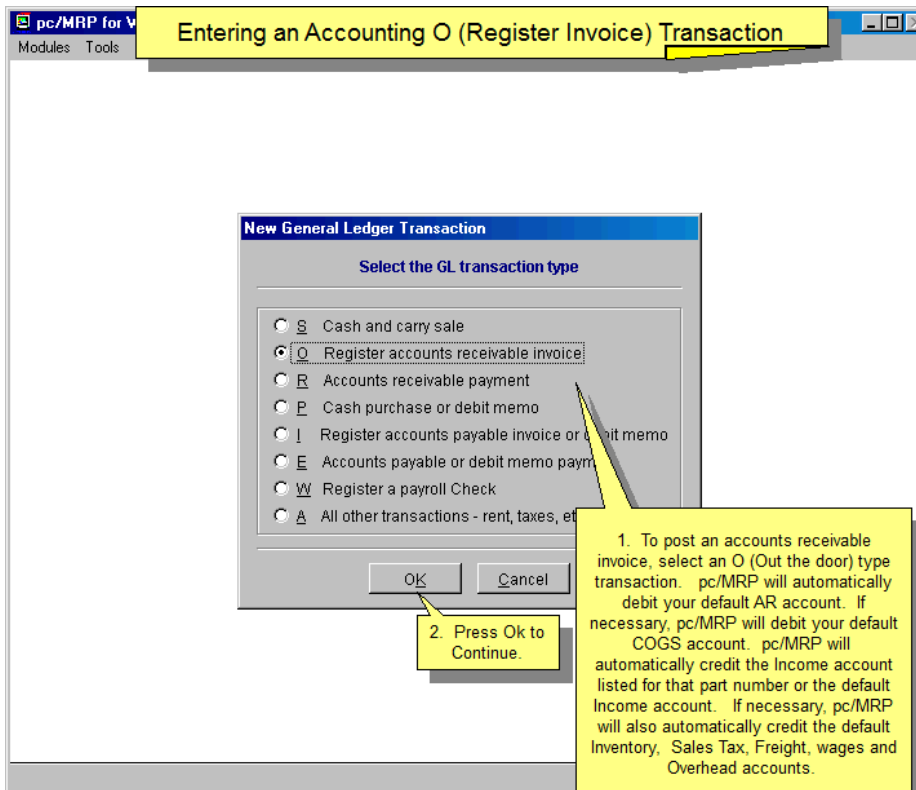 pc/MRP for
Entering an Accounting O (Register Invoice) Transaction
Modules Tools
New General Ledger Transaction
Select the GL transaction type
S Cash and carry sale
O Register accounts receivable invoice
R Accounts receivable payment
P Cash purchase or debit memo
I Register accounts payable invoice or debit memo
E Accounts payable or debit memo paym
W Register a payroll Check
A All other transactions - rent, taxes, et
OK Cancel
1. To post an accounts receivable
invoice, select an O (Out the door) type
transaction. pc/MRP will automatically
debit your default AR account. If
necessary, pc/MRP will debit your default
COGS account. pc/MRP will
automatically credit the Income account
listed for that part number or the default
Income account. If necessary, pc/MRP
will also automatically credit the default
Inventory, Sales Tax, Freight, wages and
Overhead accounts.
2. Press Ok to
Continue.